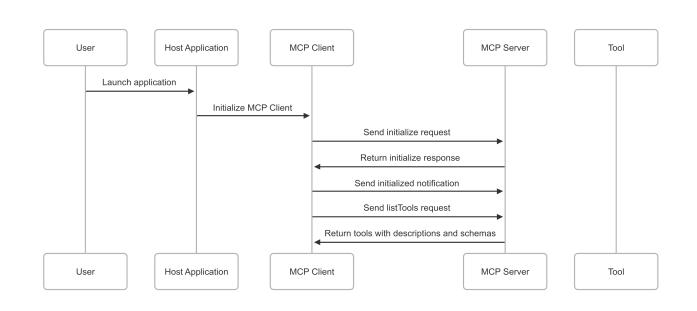 User
Host Application
MCP Client
MCP Server
Tool
Launch application
Initialize MCP Client
Send initialize request
Return initialize response
Send initialized notification
Send listTools request
Return tools with descriptions and schemas
User
Host Application
MCP Client
MCP Server
Tool